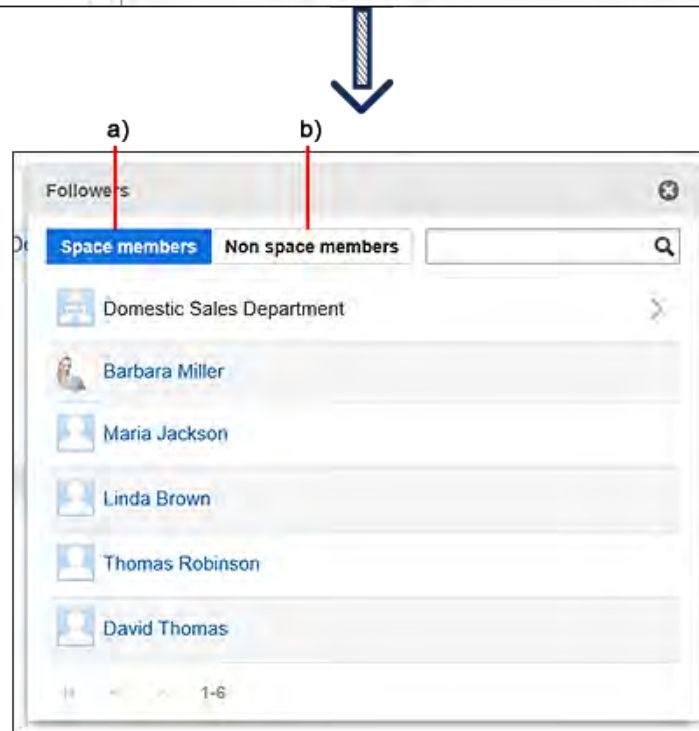 a) b)
Followers
Space members Non space members
Domestic Sales Department
Barbara Miller
Maria Jackson
Linda Brown
Thomas Robinson
David Thomas
1-6